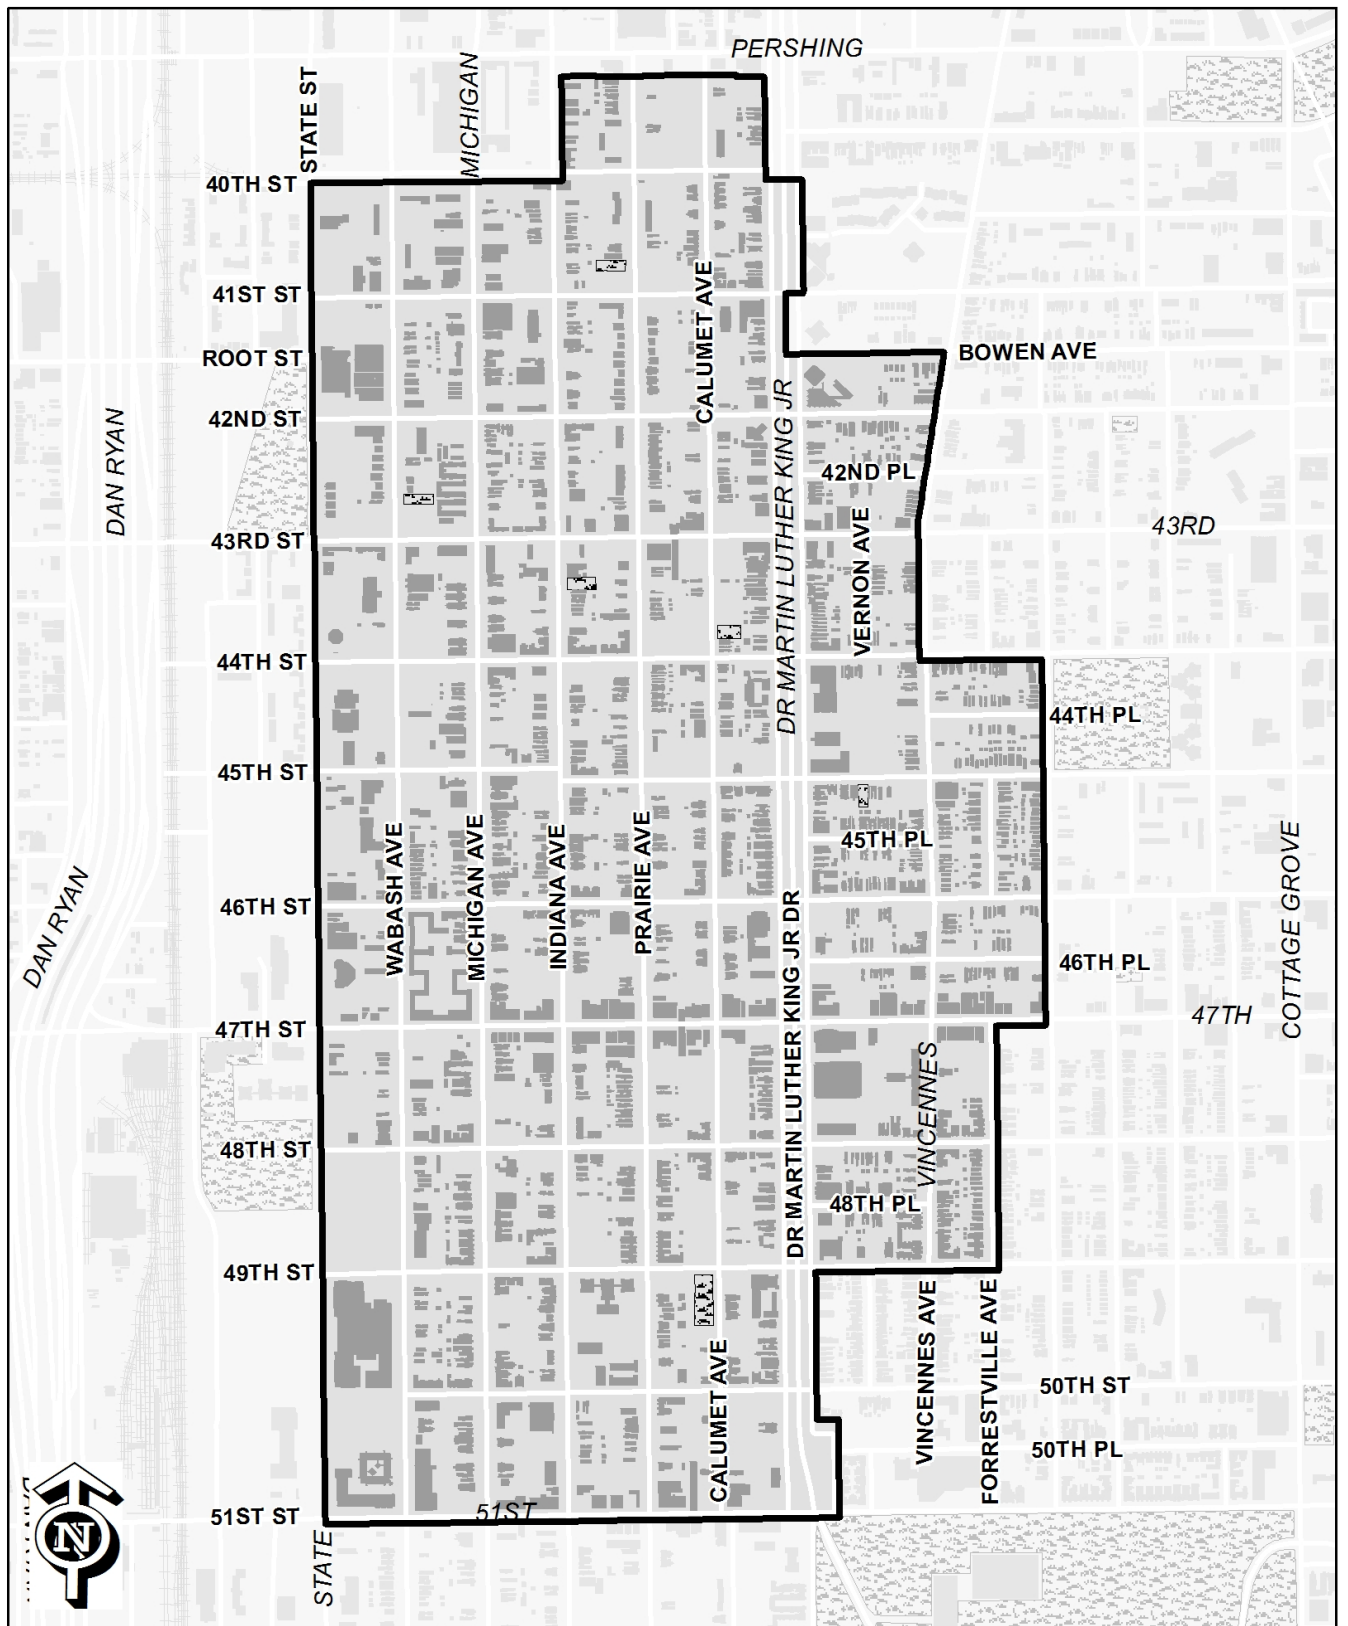 PERSHING
STATE ST
MICHIGAN
40TH ST
CALUMET AVE
41ST ST
ROOT ST
BOWEN AVE
42ND ST
DAN RYAN
DR MARTIN LUTHER KING JR
42ND PL
43RD ST
43RD
VERNON AVE
44TH ST
44TH PL
45TH ST
WABASH AVE
MICHIGAN AVE
INDIANA AVE
PRAIRIE AVE
45TH PL
COTTAGE GROVE
DAN RYAN
46TH ST
DR MARTIN LUTHER KING JR DR
46TH PL
47TH ST
47TH
VINCENNES
48TH ST
48TH PL
49TH ST
VINCENNES AVE
FORRESTVILLE AVE
CALUMET AVE
50TH ST
50TH PL
51ST ST
51ST
STATE
N